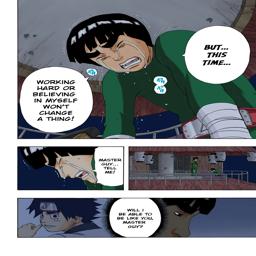 BUT...
THIS
TIME...
WORKING
HARD OR
BELIEVING
IN MYSELF
WON'T
CHANGE
A THING!
MASTER
GUY...
TELL
ME!
WILL I
BE ABLE TO
BE LIKE YOU,
MASTER
GUY?